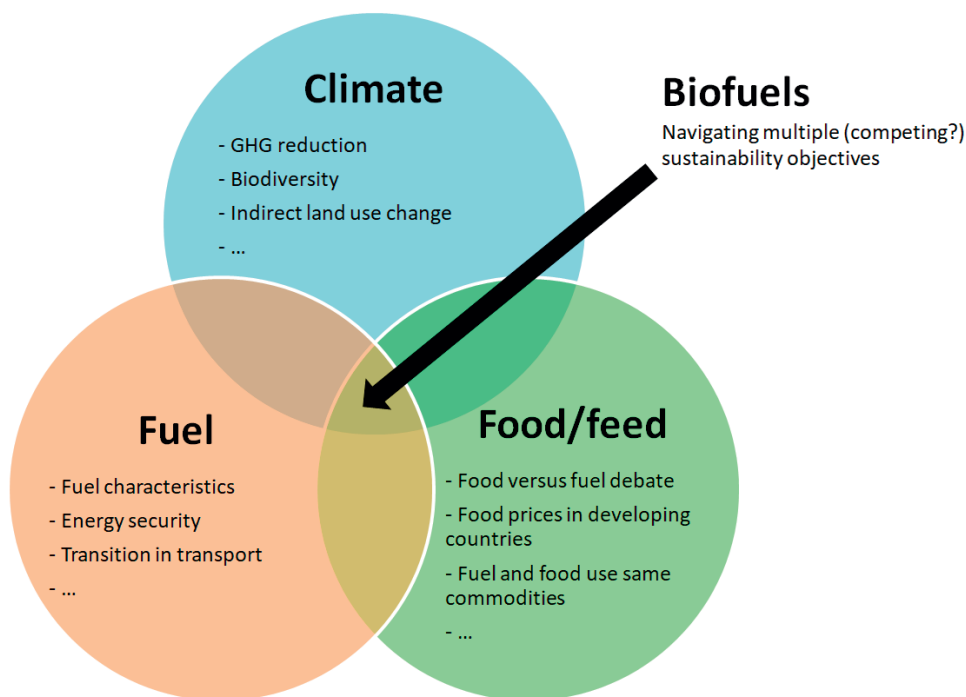 Climate
- GHG reduction
- Biodiversity
- Indirect land use change
- ...
Biofuels
Navigating multiple (competing?)
sustainability objectives
Fuel
- Fuel characteristics
- Energy security
- Transition in transport
- ...
Food/feed
- Food versus fuel debate
- Food prices in developing
countries
- Fuel and food use same
commodities
- ...